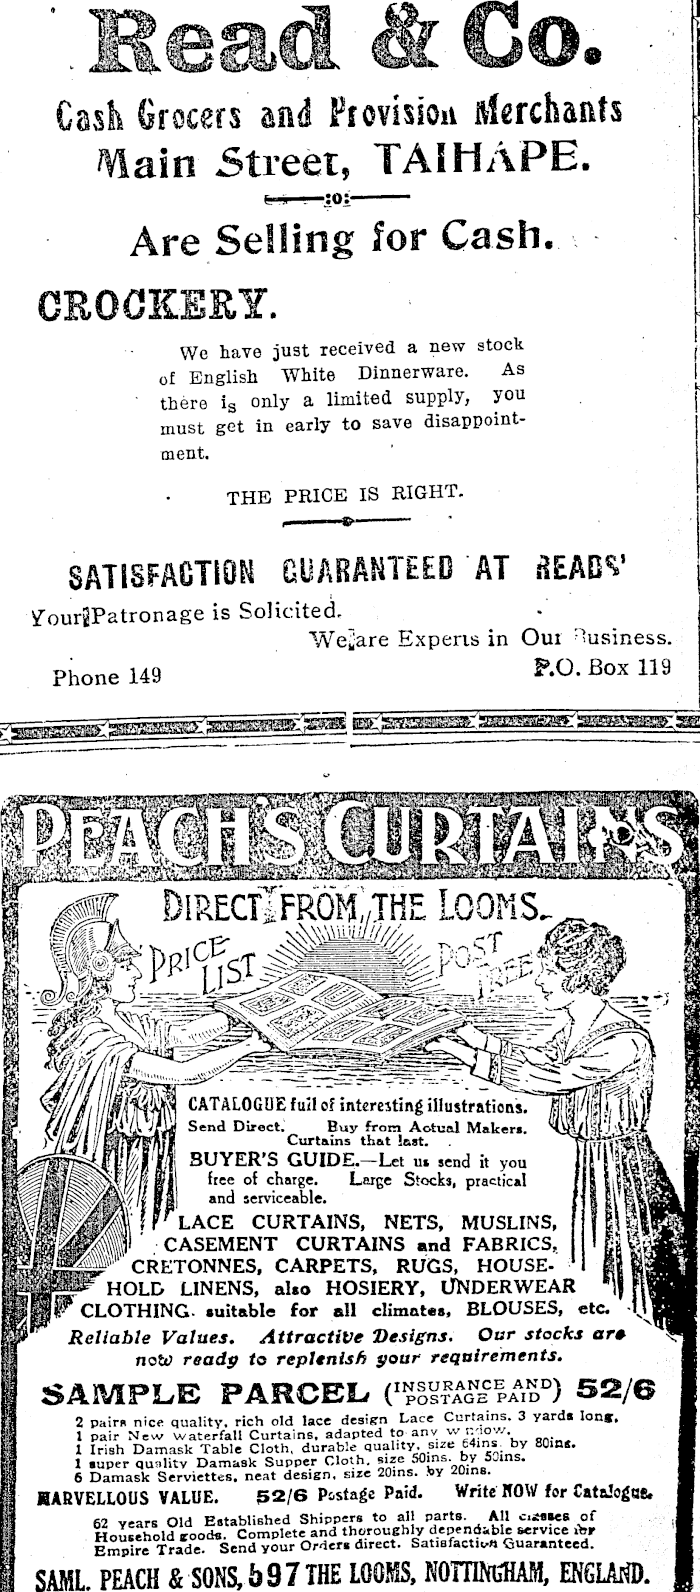 Read & Co.
Cash Grocers and Provision Merchants
Main Street, TAIHAPE.
:o:
Are Selling for Cash.
CROCKERY.
We have just received a new stock
of English White Dinnerware. As
there is only a limited supply, you
must get in early to save disappoint-
ment.
THE PRICE IS RIGHT.
SATISFACTION GUARANTEED AT READS'
Your Patronage is Solicited.
We are Experts in Our Business.
Phone 149 P.O. Box 119
PEACH'S CURTAINS
DIRECT FROM THE LOOMS.
PRICE LIST
POST FREE
CATALOGUE full of interesting illustrations.
Send Direct. Buy from Actual Makers.
Curtains that last.
BUYER'S GUIDE.—Let us send it you
free of charge. Large Stocks, practical
and serviceable.
LACE CURTAINS, NETS, MUSLINS,
CASEMENT CURTAINS and FABRICS,
CRETONNES, CARPETS, RUGS, HOUSE-
HOLD LINENS, also HOSIERY, UNDERWEAR
CLOTHING. suitable for all climates, BLOUSES, etc.
Reliable Values. Attractive Designs. Our stocks are
now ready to replenish your requirements.
SAMPLE PARCEL (INSURANCE AND POSTAGE PAID) 52/6
2 pairs nice quality, rich old lace design Lace Curtains. 3 yards long,
1 pair New Waterfall Curtains, adapted to any window.
1 Irish Damask Table Cloth, durable quality, size 64ins. by 80ins.
1 super quality Damask Supper Cloth, size 50ins. by 50ins.
6 Damask Serviettes, neat design, size 20ins. by 20ins.
MARVELLOUS VALUE. 52/6 Postage Paid. Write NOW for Catalogue.
62 years Old Established Shippers to all parts. All classes of
Household goods. Complete and thoroughly dependable service for
Empire Trade. Send your Orders direct. Satisfaction Guaranteed.
SAML. PEACH & SONS, 597 THE LOOMS, NOTTINGHAM, ENGLAND.